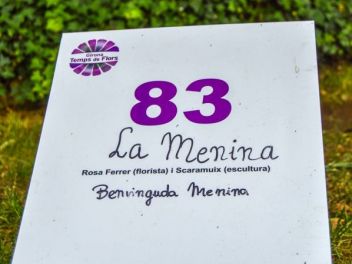 Girona
Temps de Flors
83
La Menina
Rosa Ferrer (florista) i Scaramuix (escultura)
Benvinguda Menina